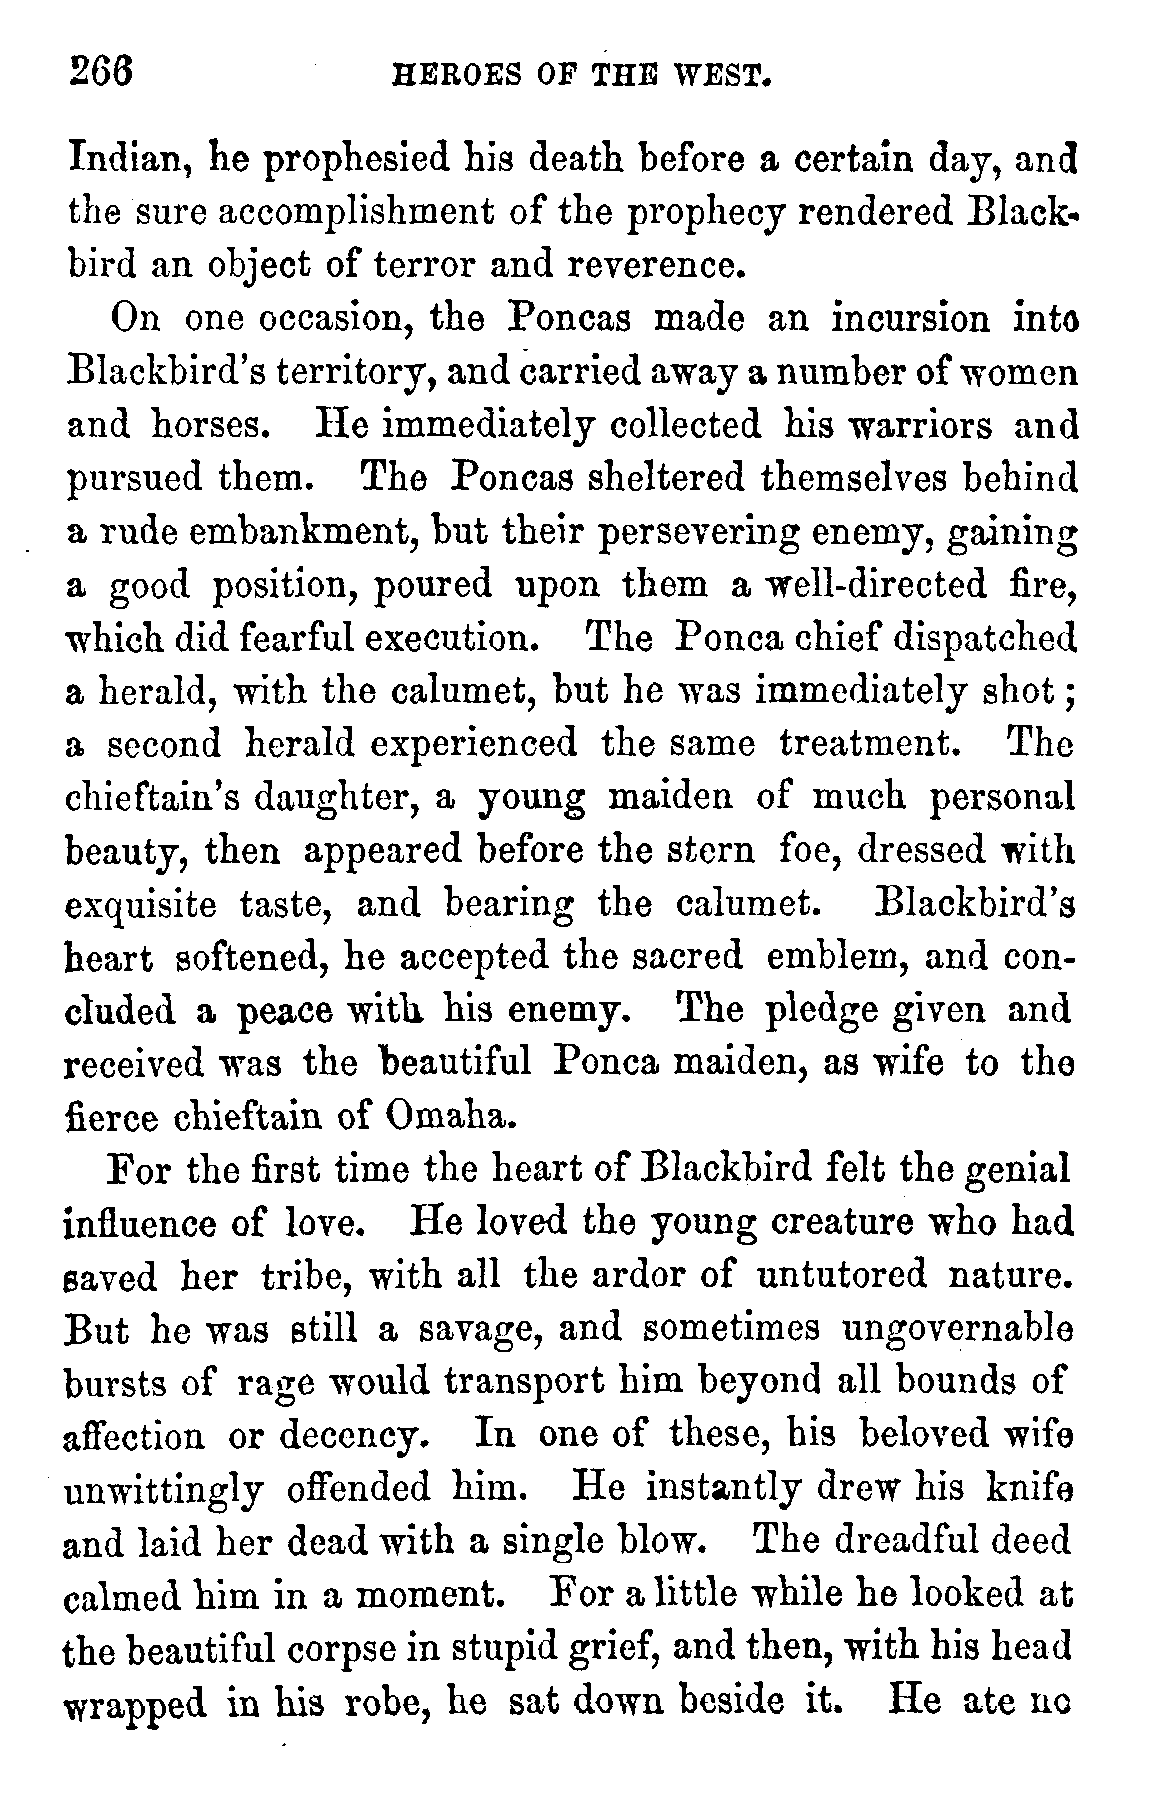 266 HEROES OF THE WEST.
Indian, he prophesied his death before a certain day, and
the sure accomplishment of the prophecy rendered Black-
bird an object of terror and reverence.
On one occasion, the Poncas made an incursion into
Blackbird's territory, and carried away a number of women
and horses. He immediately collected his warriors and
pursued them. The Poncas sheltered themselves behind
a rude embankment, but their persevering enemy, gaining
a good position, poured upon them a well-directed fire,
which did fearful execution. The Ponca chief dispatched
a herald, with the calumet, but he was immediately shot;
a second herald experienced the same treatment. The
chieftain's daughter, a young maiden of much personal
beauty, then appeared before the stern foe, dressed with
exquisite taste, and bearing the calumet. Blackbird's
heart softened, he accepted the sacred emblem, and con-
cluded a peace with his enemy. The pledge given and
received was the beautiful Ponca maiden, as wife to the
fierce chieftain of Omaha.
For the first time the heart of Blackbird felt the genial
influence of love. He loved the young creature who had
saved her tribe, with all the ardor of untutored nature.
But he was still a savage, and sometimes ungovernable
bursts of rage would transport him beyond all bounds of
affection or decency. In one of these, his beloved wife
unwittingly offended him. He instantly drew his knife
and laid her dead with a single blow. The dreadful deed
calmed him in a moment. For a little while he looked at
the beautiful corpse in stupid grief, and then, with his head
wrapped in his robe, he sat down beside it. He ate no